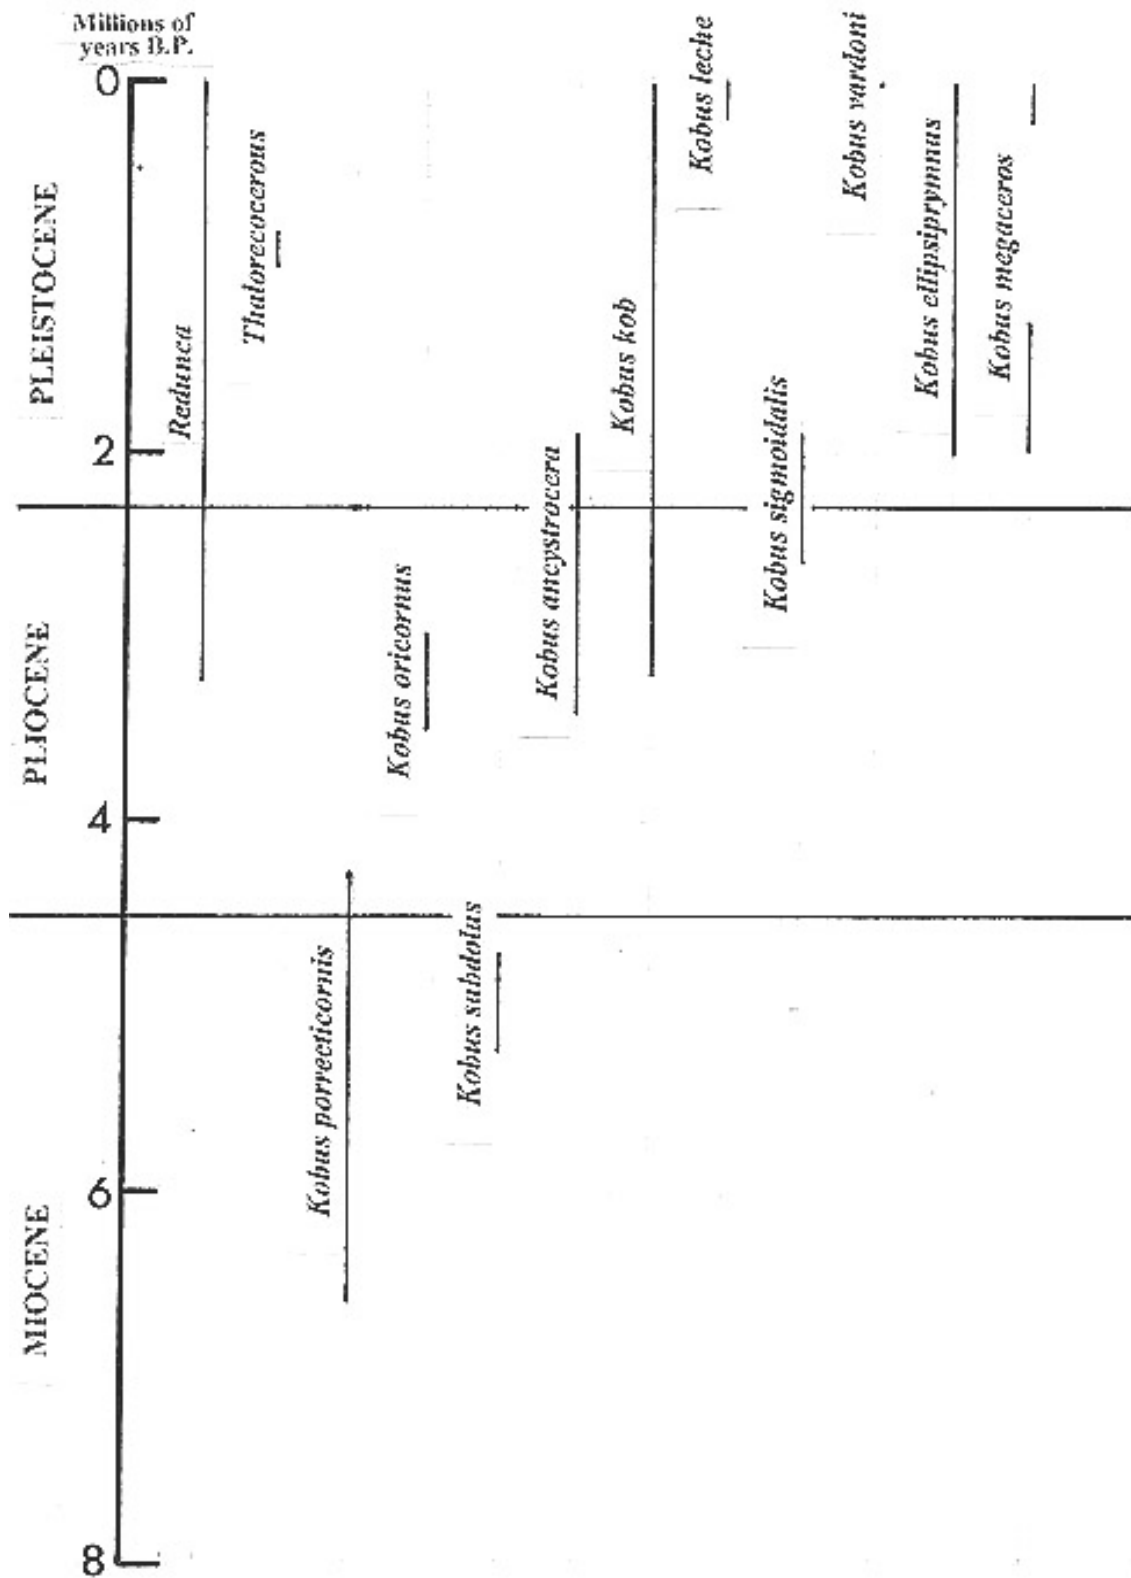 Millions of
years B.P.
0
2
4
6
8
PLEISTOCENE
PLIOCENE
MIOCENE
Redunca
Thalorecocerous
Kobus porrecticornis
Kobus oricornus
Kobus subdolus
Kobus ancystrocera
Kobus kob
Kobus leche
Kobus sigmoidalis
Kobus vardoni
Kobus ellipsiprymnus
Kobus megaceros